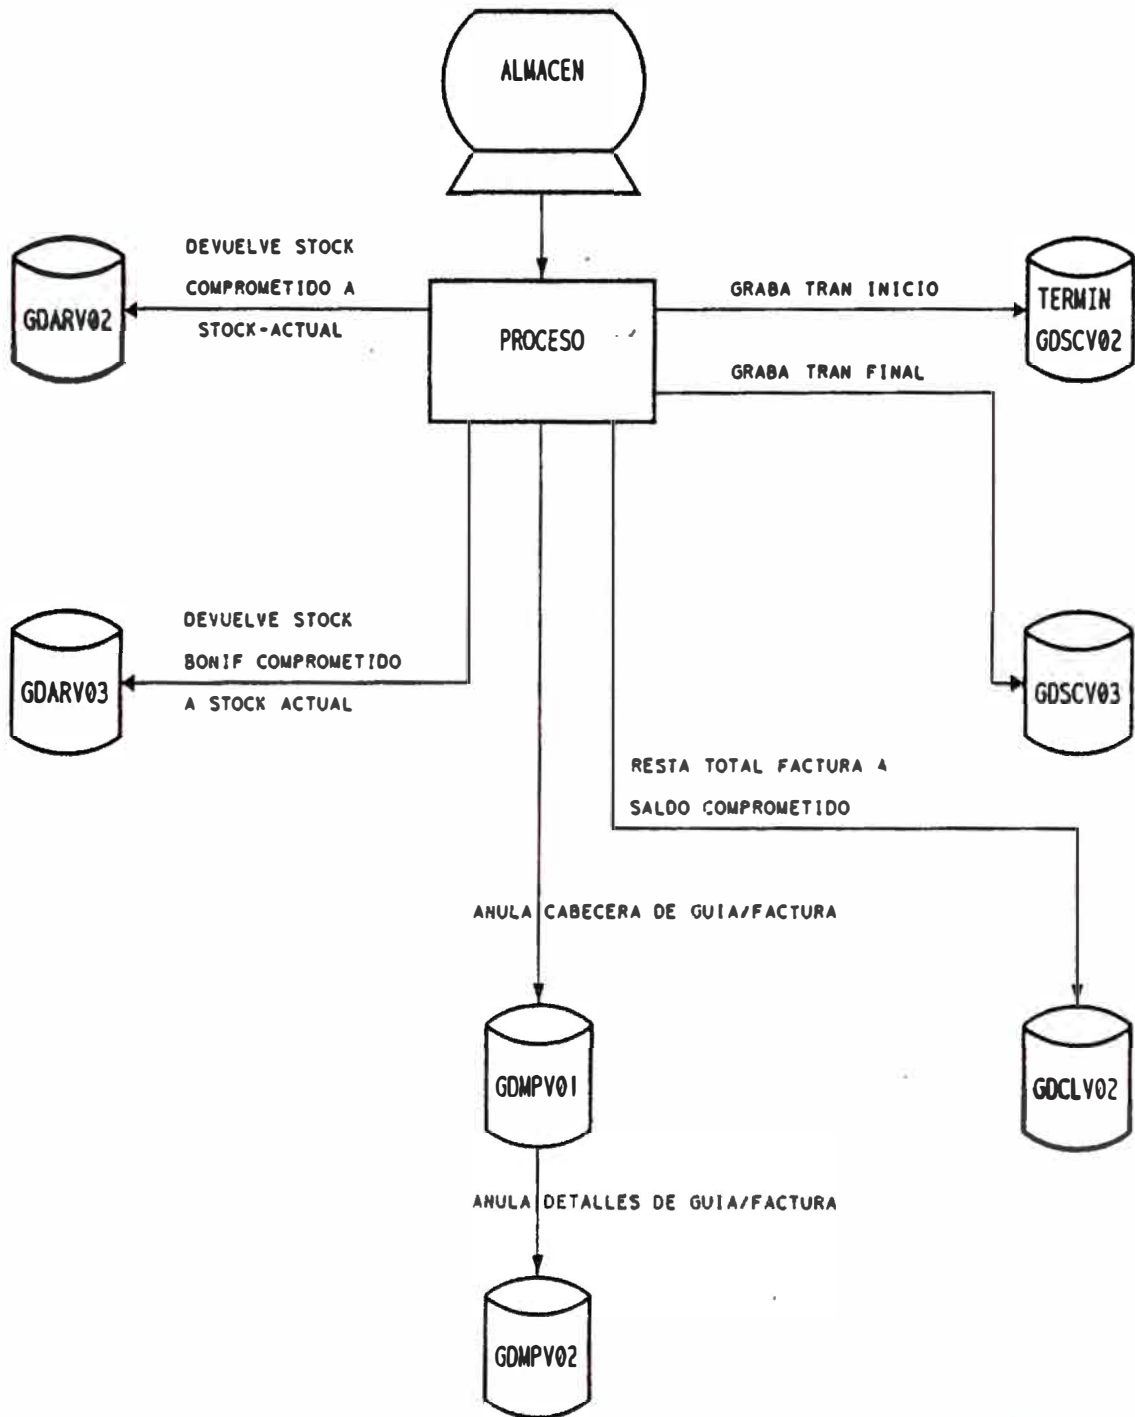 ALMACEN
DEVUELVE STOCK
COMPROMETIDO A
STOCK-ACTUAL
GDARV02
PROCESO
GRABA TRAN INICIO
TERMIN
GDSCV02
GRABA TRAN FINAL
DEVUELVE STOCK
BONIF COMPROMETIDO
A STOCK ACTUAL
GDARV03
GDSCV03
RESTA TOTAL FACTURA A
SALDO COMPROMETIDO
ANULA CABECERA DE GUIA/FACTURA
GDMPV01
GDCLV02
ANULA DETALLES DE GUIA/FACTURA
GDMPV02